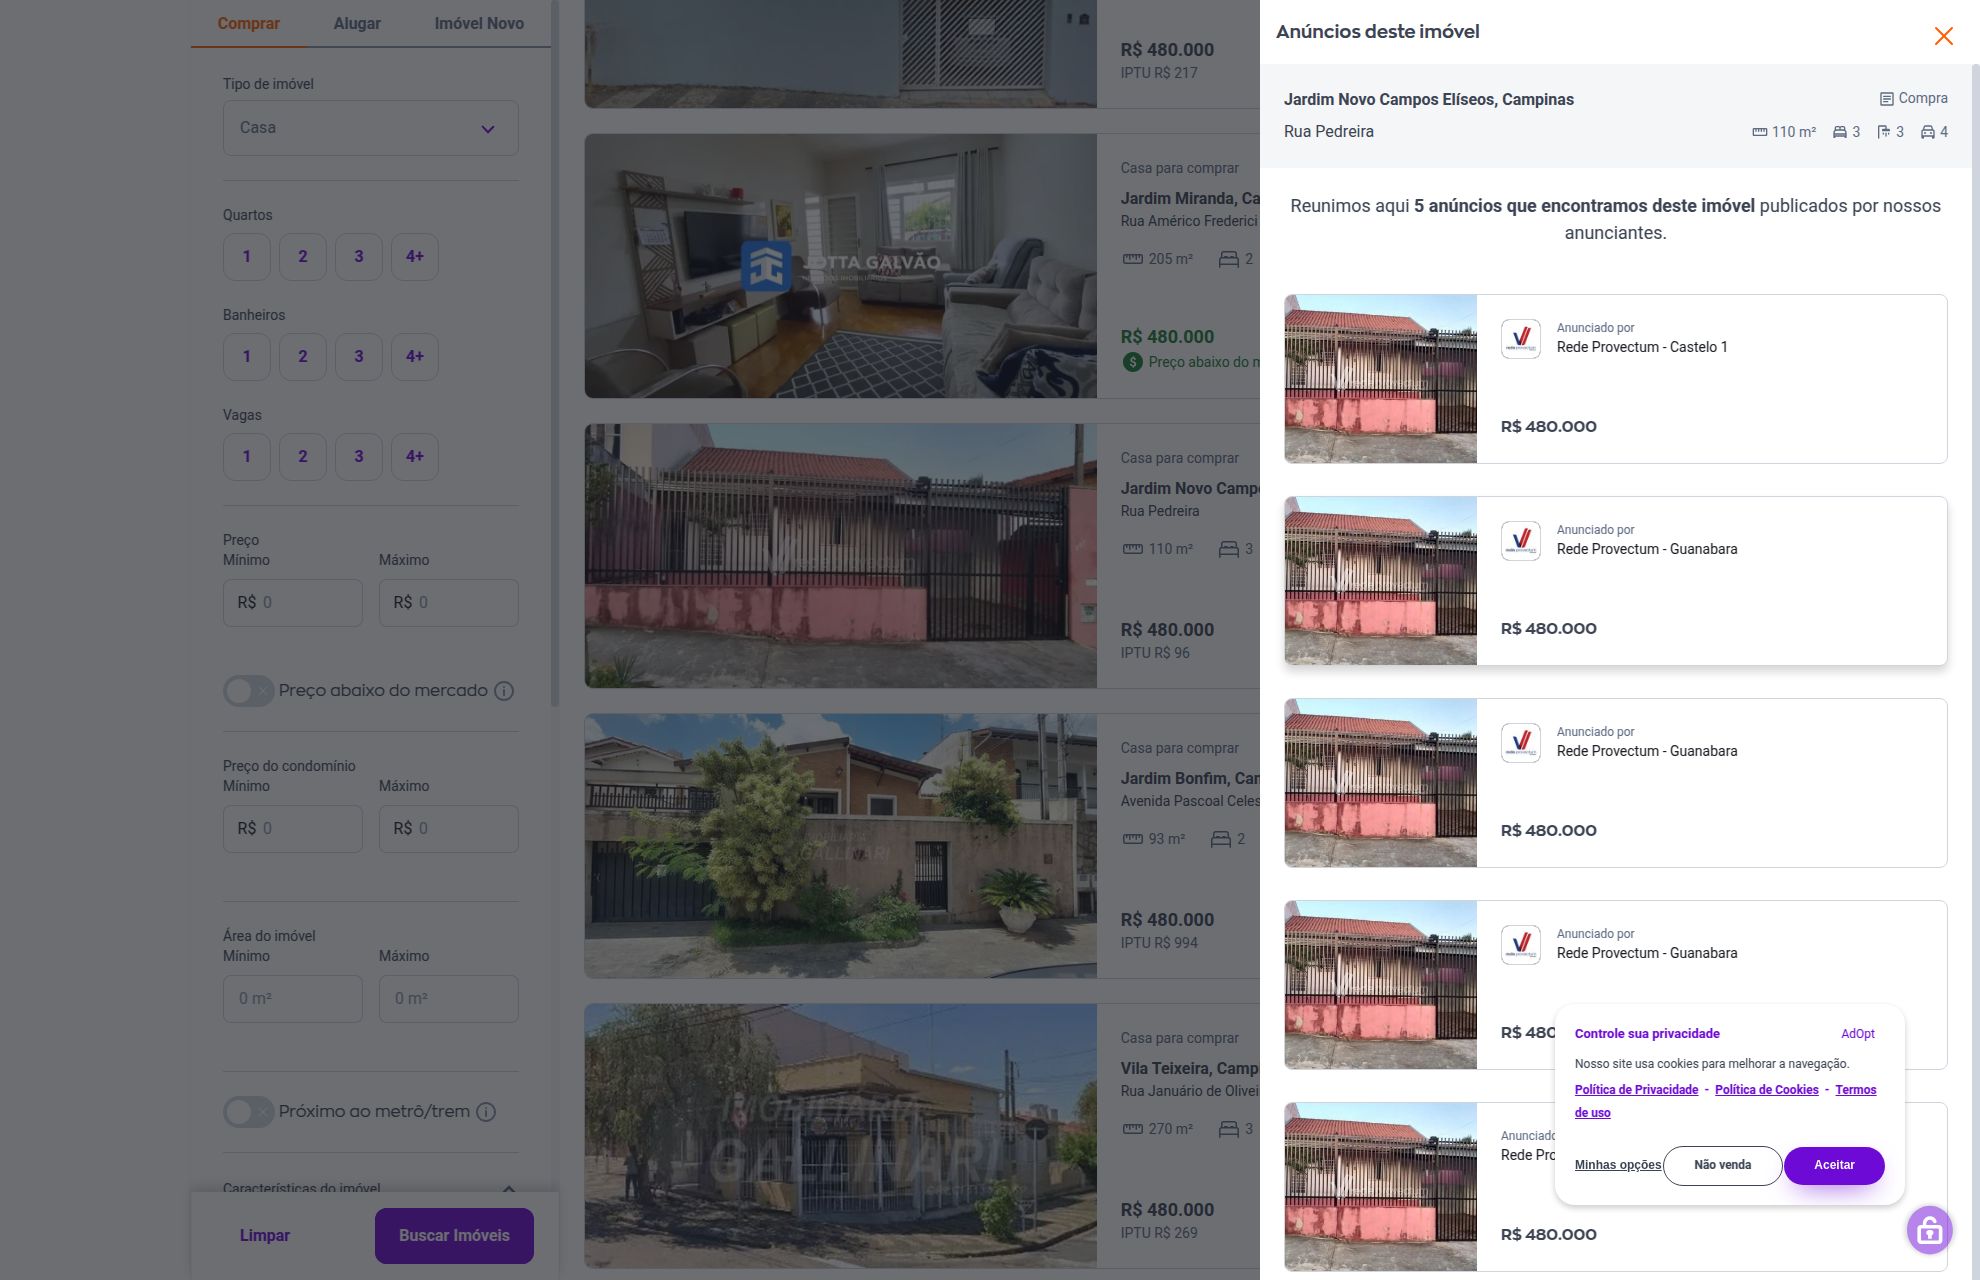 Comprar
Alugar
Imóvel Novo
Tipo de imóvel
Casa
Quartos
1
2
3
4+
Banheiros
1
2
3
4+
Vagas
1
2
3
4+
Preço
Mínimo
Máximo
R$ 0
R$ 0
Preço abaixo do mercado
Preço do condomínio
Mínimo
Máximo
R$ 0
R$ 0
Área do imóvel
Mínimo
Máximo
0 m²
0 m²
Próximo ao metrô/trem
Características do imóvel
Limpar
Buscar Imóveis
R$ 480.000
IPTU R$ 217
JOTTA GALVÃO
Casa para comprar
Jardim Miranda, Ca
Rua Américo Frederici
205 m²
2
R$ 480.000
Preço abaixo do m
Casa para comprar
Jardim Novo Campo
Rua Pedreira
110 m²
3
R$ 480.000
IPTU R$ 96
GALLINARI
Casa para comprar
Jardim Bonfim, Cam
Avenida Pascoal Celes
93 m²
2
R$ 480.000
IPTU R$ 994
GALLINARI
Casa para comprar
Vila Teixeira, Camp
Rua Januário de Olivei
270 m²
3
R$ 480.000
IPTU R$ 269
Anúncios deste imóvel
Jardim Novo Campos Elíseos, Campinas
Compra
Rua Pedreira
110 m²
3
3
4
Reunimos aqui 5 anúncios que encontramos deste imóvel publicados por nossos
anunciantes.
Anunciado por
Rede Provectum - Castelo 1
R$ 480.000
Anunciado por
Rede Provectum - Guanabara
R$ 480.000
Anunciado por
Rede Provectum - Guanabara
R$ 480.000
Anunciado por
Rede Provectum - Guanabara
R$ 480
Anunciado
Rede Pro
R$ 480.000
Controle sua privacidade
AdOpt
Nosso site usa cookies para melhorar a navegação.
Política de Privacidade - Política de Cookies - Termos
de uso
Minhas opções
Não venda
Aceitar